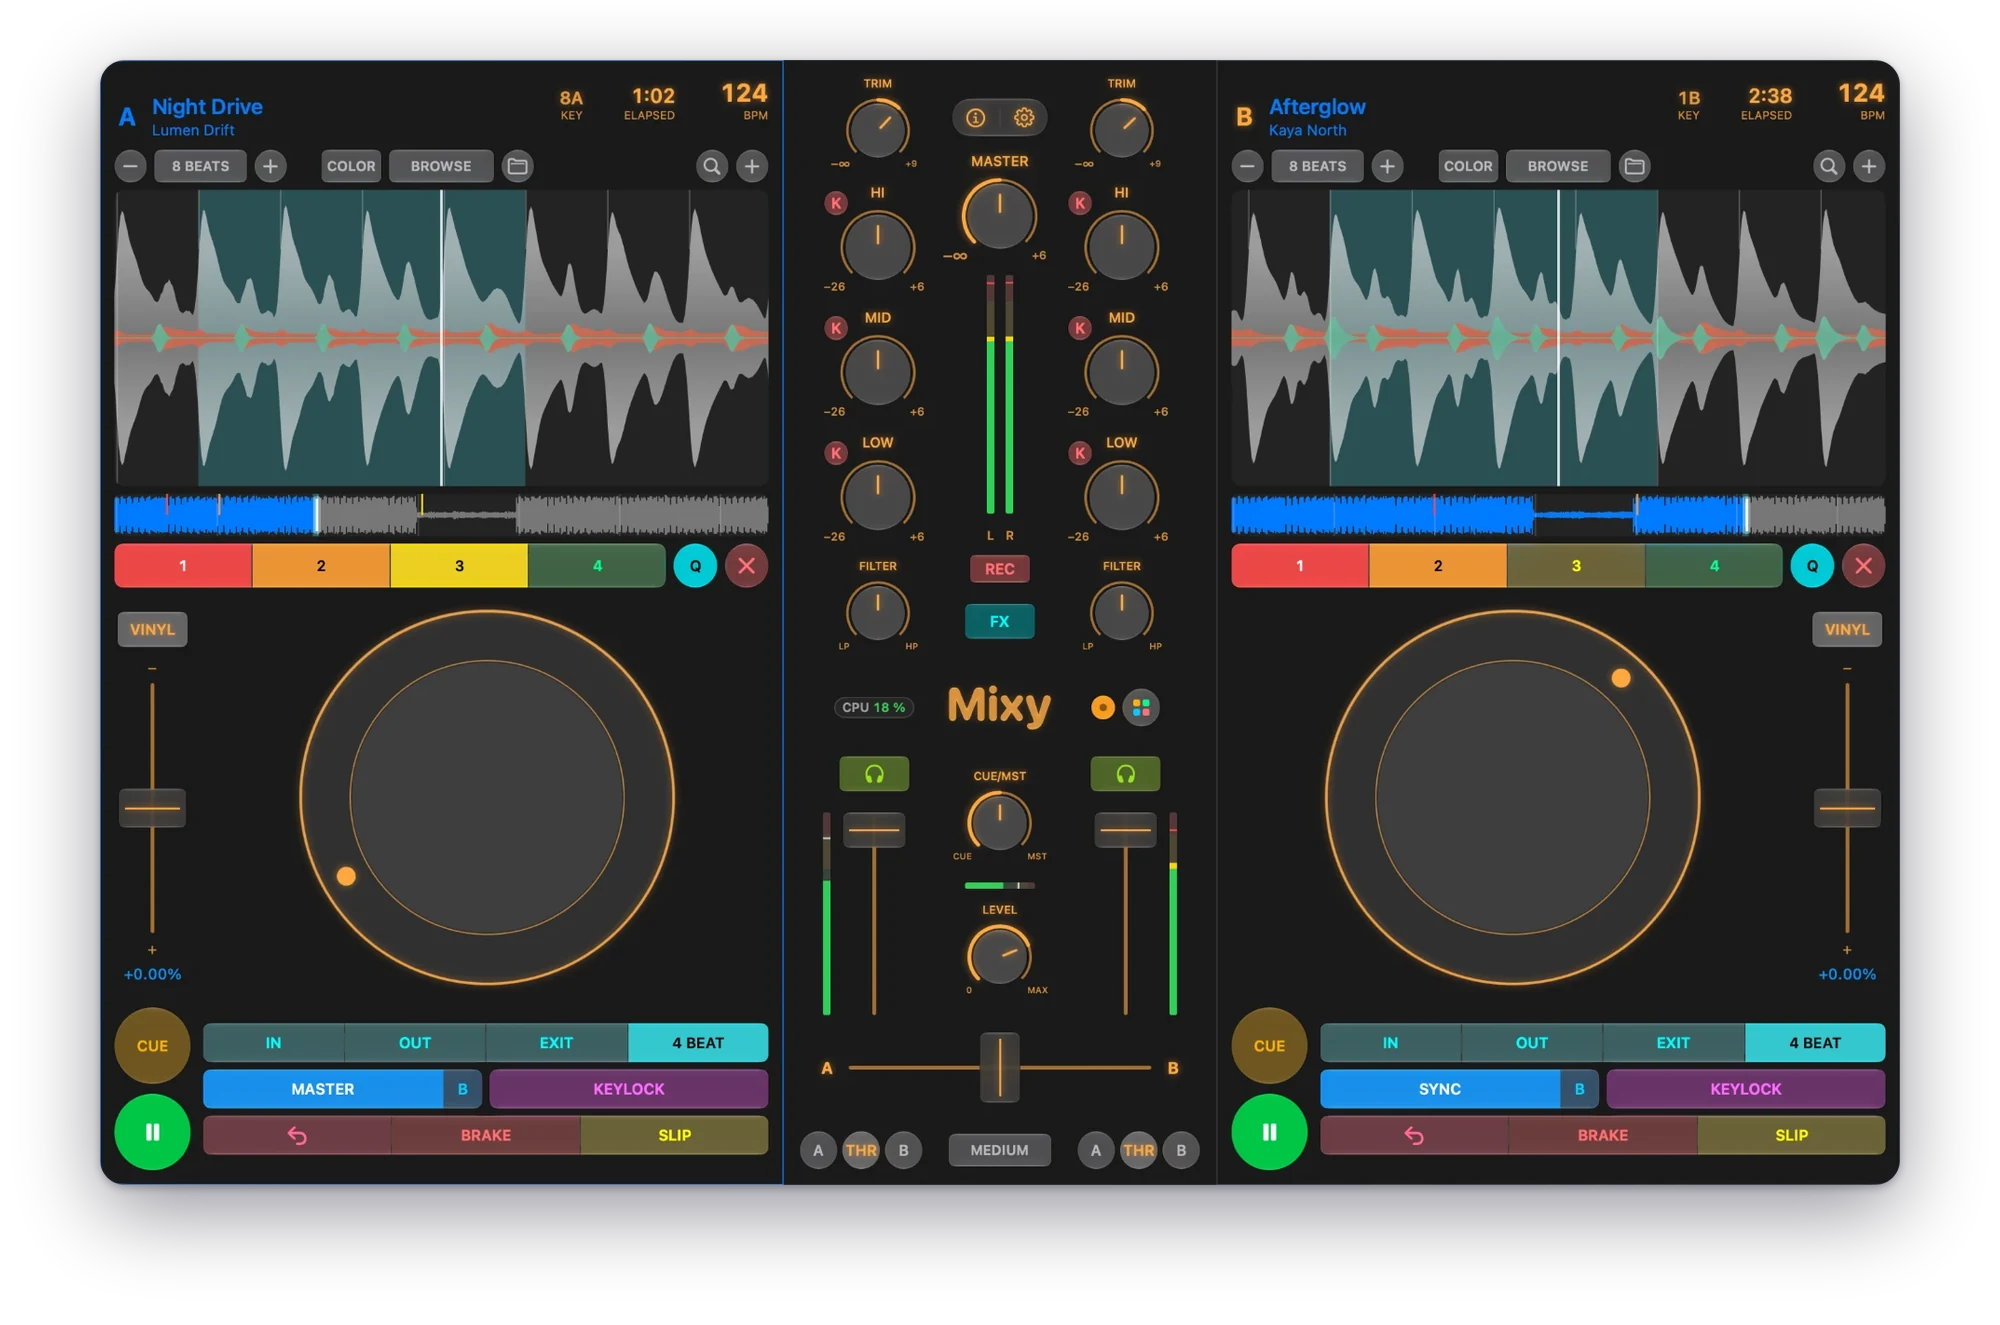 A
Night Drive
Lumen Drift
8A
KEY
1:02
ELAPSED
124
BPM
8 BEATS
COLOR
BROWSE
1
2
3
4
Q
VINYL
−
+
+0.00%
CUE
IN
OUT
EXIT
4 BEAT
MASTER
B
KEYLOCK
BRAKE
SLIP
TRIM
−∞
+9
K
HI
−26
+6
K
MID
−26
+6
K
LOW
−26
+6
FILTER
LP
HP
MASTER
−∞
+6
L R
REC
FX
TRIM
−∞
+9
K
HI
−26
+6
K
MID
−26
+6
K
LOW
−26
+6
FILTER
LP
HP
CPU 18 %
Mixy
CUE/MST
CUE
MST
LEVEL
0
MAX
A
B
A
THR
B
MEDIUM
A
THR
B
B
Afterglow
Kaya North
1B
KEY
2:38
ELAPSED
124
BPM
8 BEATS
COLOR
BROWSE
1
2
3
4
Q
VINYL
−
+
+0.00%
CUE
IN
OUT
EXIT
4 BEAT
SYNC
B
KEYLOCK
BRAKE
SLIP